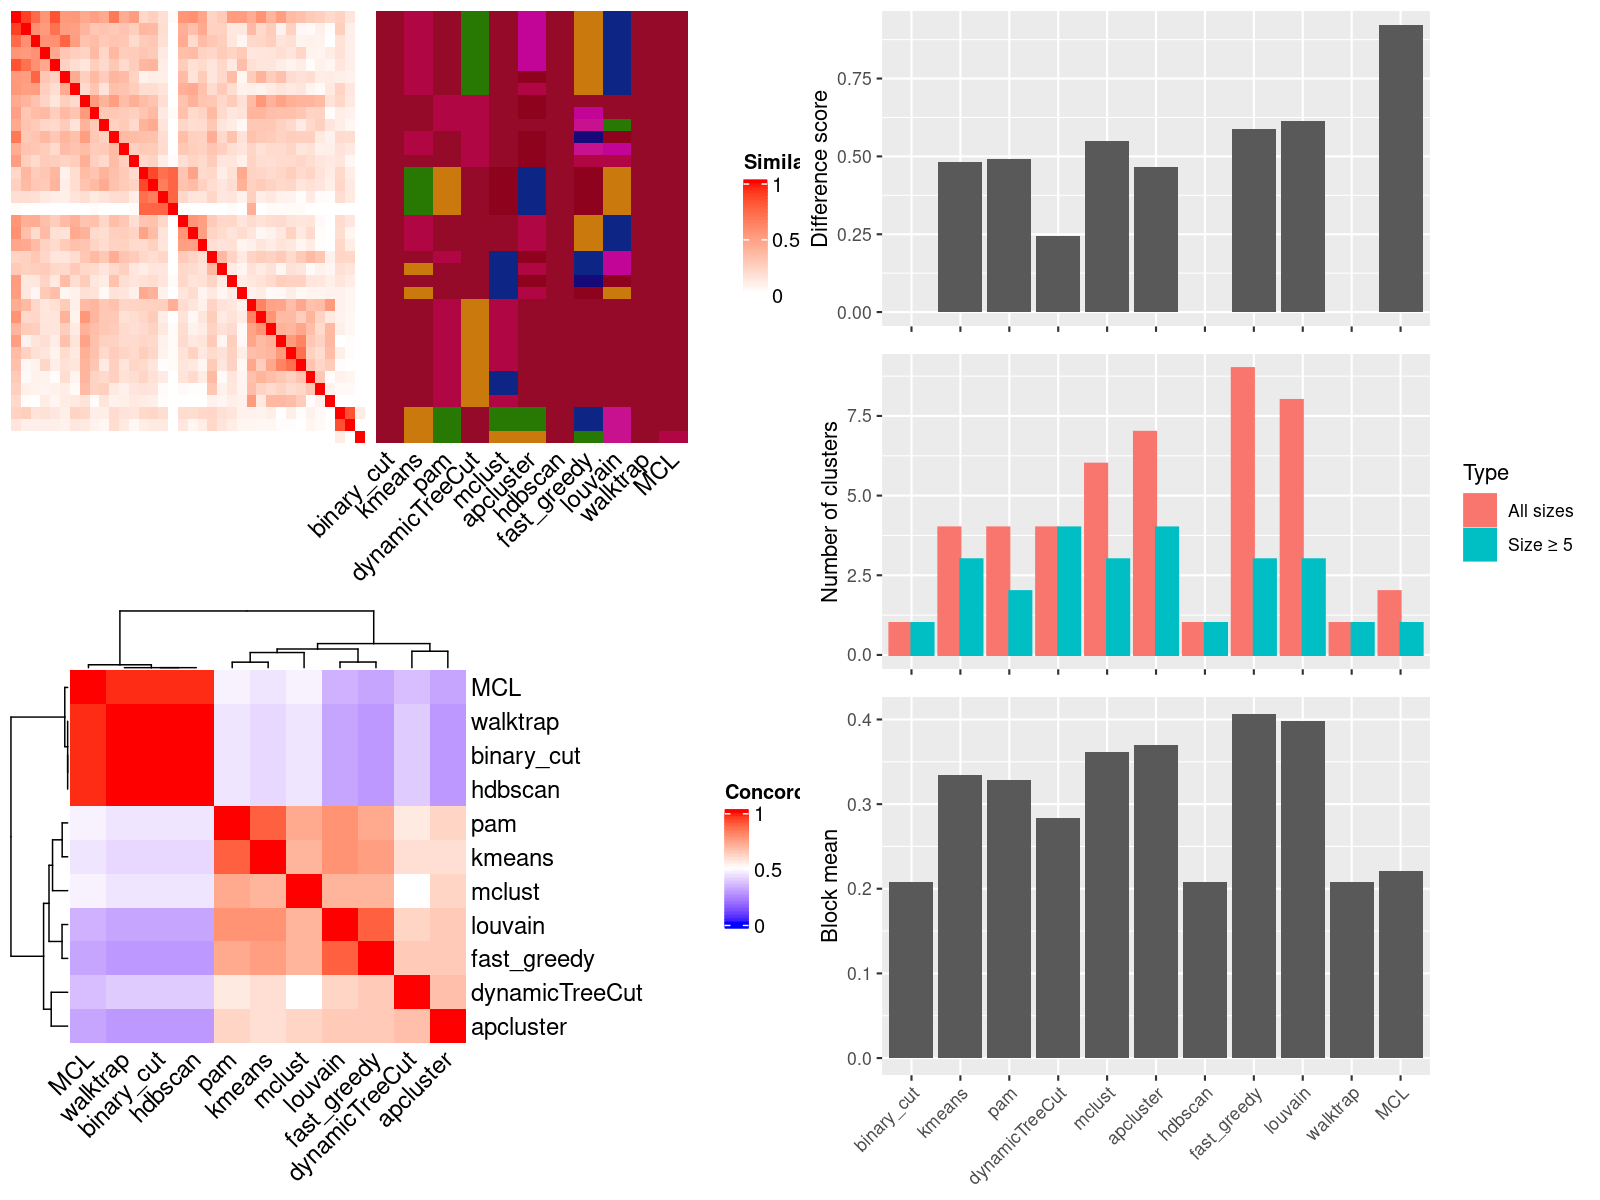 Simila
1
0.5
0
binary_cut
kmeans
pam
dynamicTreeCut
mclust
apcluster
hdbscan
fast_greedy
louvain
walktrap
MCL
MCL
walktrap
binary_cut
hdbscan
pam
kmeans
mclust
louvain
fast_greedy
dynamicTreeCut
apcluster
MCL
walktrap
binary_cut
hdbscan
pam
kmeans
mclust
louvain
fast_greedy
dynamicTreeCut
apcluster
Concord
1
0.5
0
Difference score
0.75
0.50
0.25
0.00
Number of clusters
7.5
5.0
2.5
0.0
Type
All sizes
Size ≥ 5
Block mean
0.4
0.3
0.2
0.1
0.0
binary_cut
kmeans
pam
dynamicTreeCut
mclust
apcluster
hdbscan
fast_greedy
louvain
walktrap
MCL